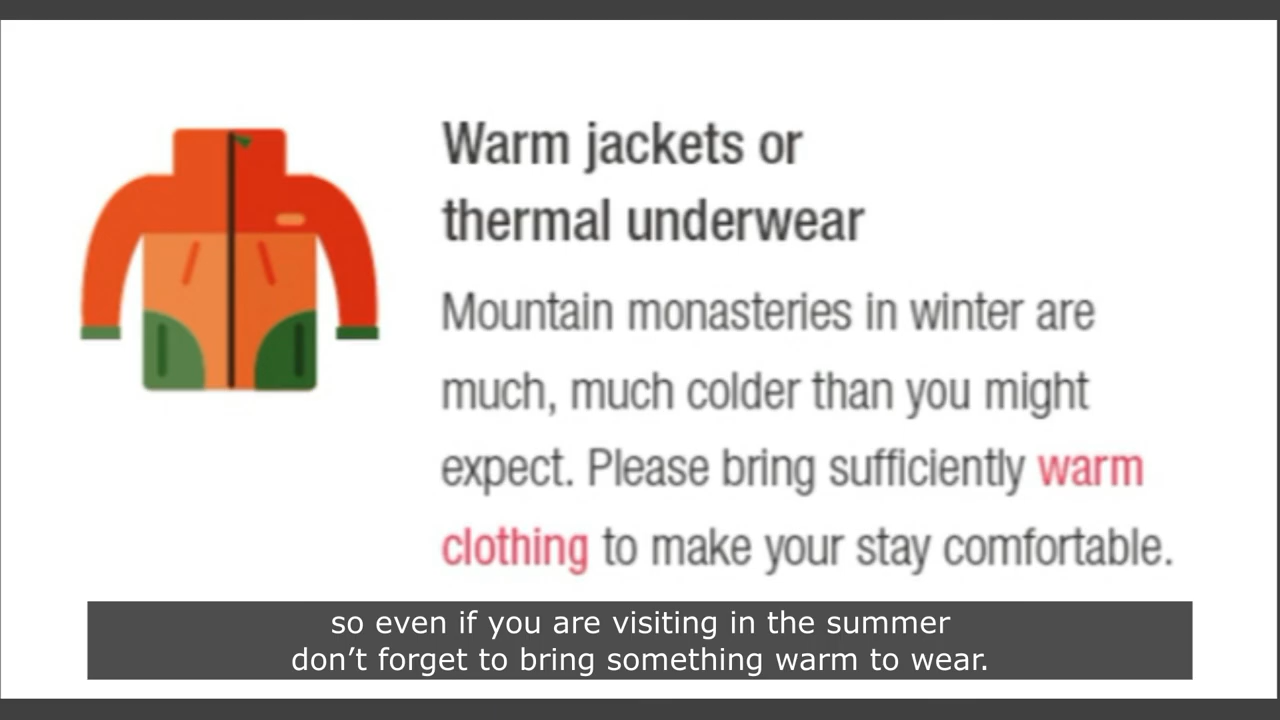 Warm jackets or
thermal underwear
Mountain monasteries in winter are
much, much colder than you might
expect. Please bring sufficiently warm
clothing to make your stay comfortable.
so even if you are visiting in the summer
don’t forget to bring something warm to wear.